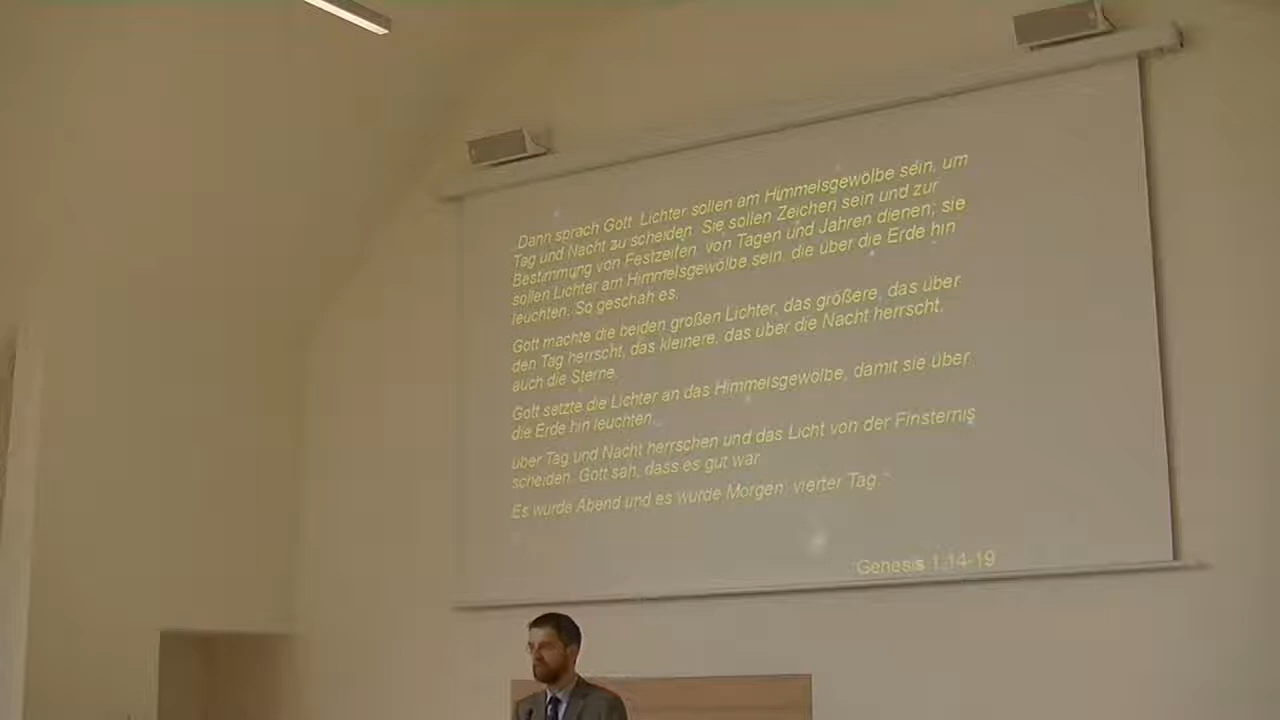 „Dann sprach Gott: Lichter sollen am Himmelsgewölbe sein, um
Tag und Nacht zu scheiden. Sie sollen Zeichen sein und zur
Bestimmung von Festzeiten, von Tagen und Jahren dienen; sie
sollen Lichter am Himmelsgewölbe sein, die über die Erde hin
leuchten. So geschah es.
Gott machte die beiden großen Lichter, das größere, das über
den Tag herrscht, das kleinere, das über die Nacht herrscht,
auch die Sterne.
Gott setzte die Lichter an das Himmelsgewölbe, damit sie über
die Erde hin leuchten,
über Tag und Nacht herrschen und das Licht von der Finsternis
scheiden. Gott sah, dass es gut war.
Es wurde Abend und es wurde Morgen: vierter Tag.“
Genesis 1,14-19